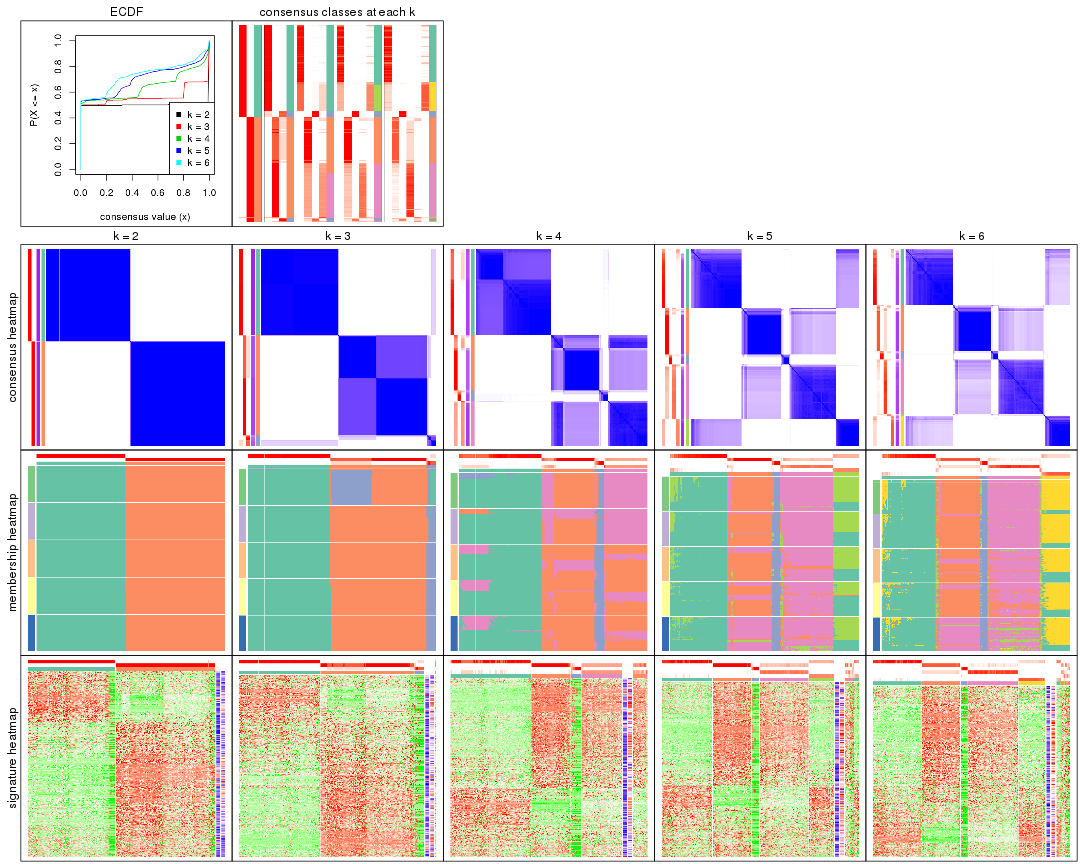 ECDF
consensus classes at each k
P(X <= x)
0.0 0.2 0.4 0.6 0.8 1.0
k = 2
k = 3
k = 4
k = 5
k = 6
0.0 0.2 0.4 0.6 0.8 1.0
consensus value (x)
k = 2 k = 3 k = 4 k = 5 k = 6
consensus heatmap
membership heatmap
signature heatmap